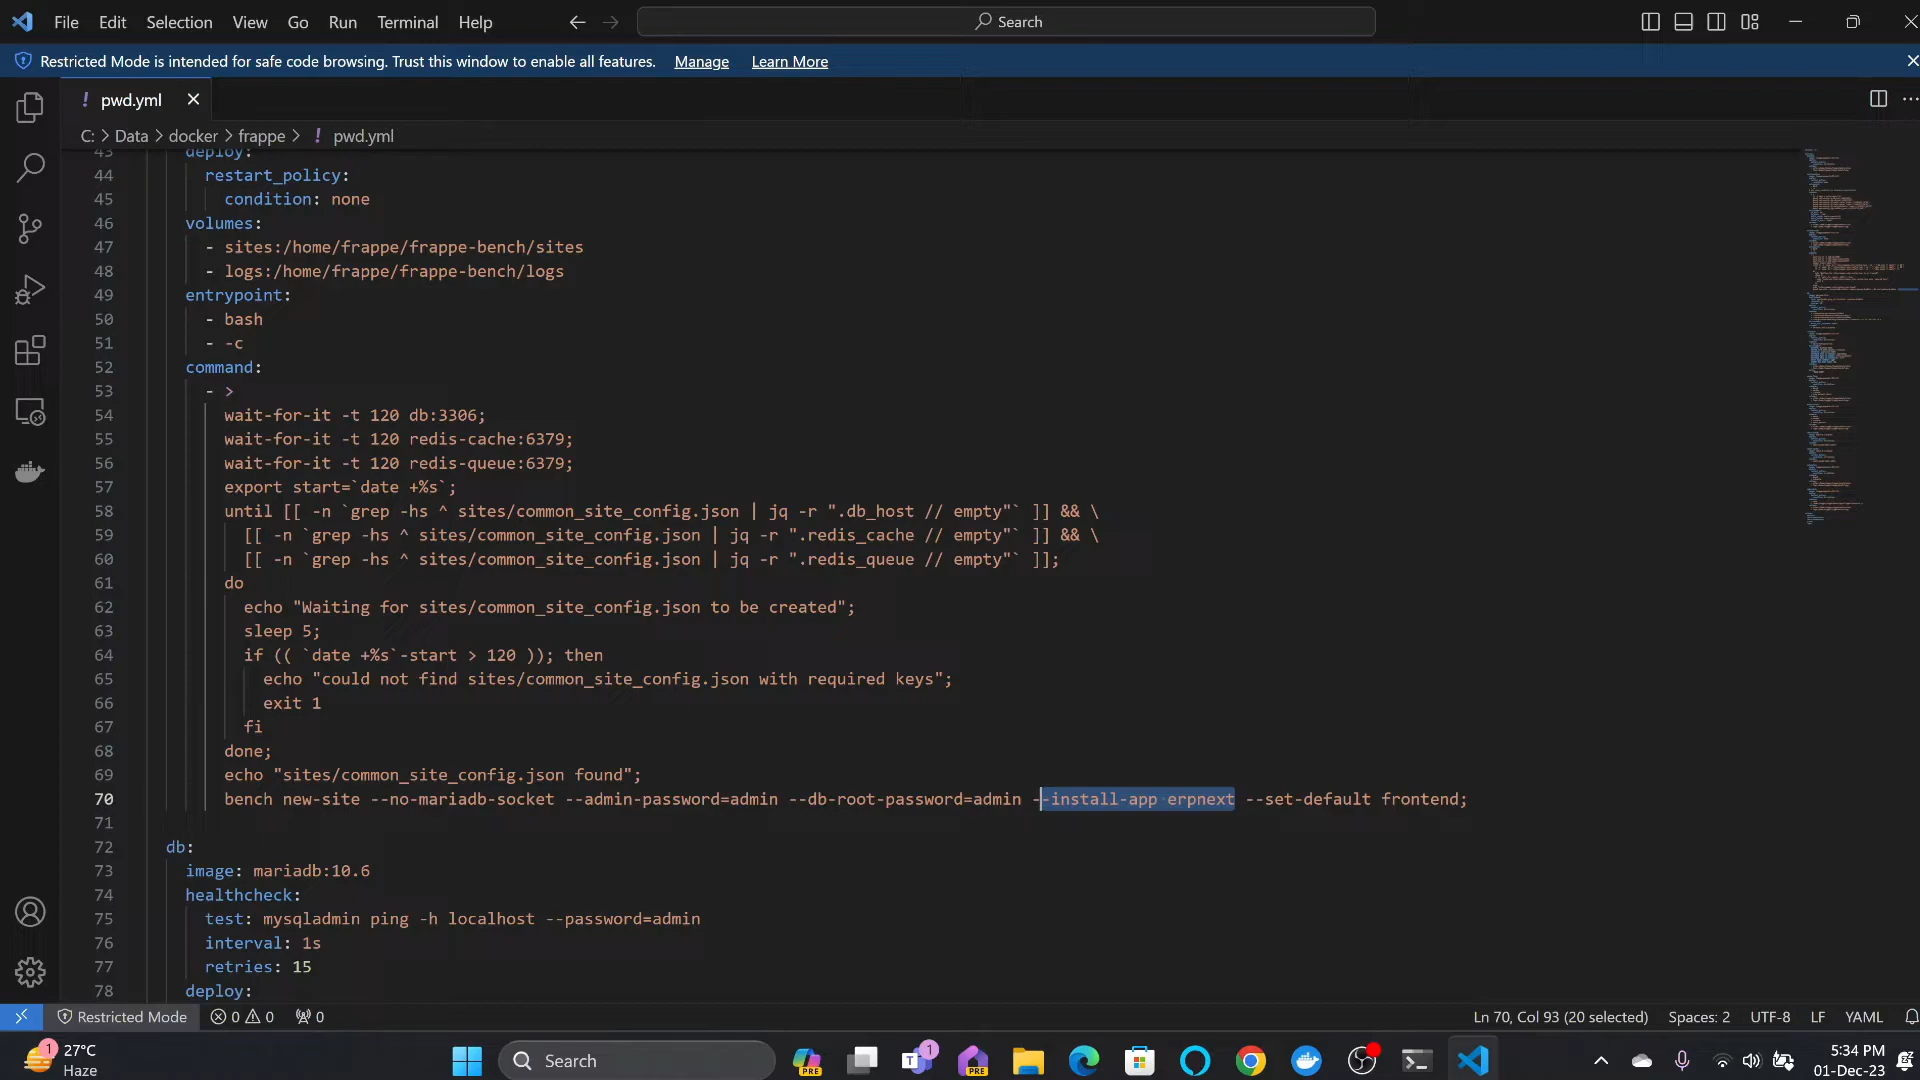 File Edit Selection View Go Run Terminal Help Search
Restricted Mode is intended for safe code browsing. Trust this window to enable all features. Manage Learn More
! pwd.yml
C: > Data > docker > frappe > ! pwd.yml
43 deploy:
44 restart_policy:
45 condition: none
46 volumes:
47 - sites:/home/frappe/frappe-bench/sites
48 - logs:/home/frappe/frappe-bench/logs
49 entrypoint:
50 - bash
51 - -c
52 command:
53 - >
54 wait-for-it -t 120 db:3306;
55 wait-for-it -t 120 redis-cache:6379;
56 wait-for-it -t 120 redis-queue:6379;
57 export start=`date +%s`;
58 until [[ -n `grep -hs ^ sites/common_site_config.json | jq -r ".db_host // empty"` ]] && \
59 [[ -n `grep -hs ^ sites/common_site_config.json | jq -r ".redis_cache // empty"` ]] && \
60 [[ -n `grep -hs ^ sites/common_site_config.json | jq -r ".redis_queue // empty"` ]];
61 do
62 echo "Waiting for sites/common_site_config.json to be created";
63 sleep 5;
64 if (( `date +%s`-start > 120 )); then
65 echo "could not find sites/common_site_config.json with required keys";
66 exit 1
67 fi
68 done;
69 echo "sites/common_site_config.json found";
70 bench new-site --no-mariadb-socket --admin-password=admin --db-root-password=admin --install-app erpnext --set-default frontend;
71
72 db:
73 image: mariadb:10.6
74 healthcheck:
75 test: mysqladmin ping -h localhost --password=admin
76 interval: 1s
77 retries: 15
78 deploy:
Restricted Mode 0 0 0 Ln 70, Col 93 (20 selected) Spaces: 2 UTF-8 LF YAML
1 27°C Haze Search PRE 1 PRE 5:34 PM
01-Dec-23